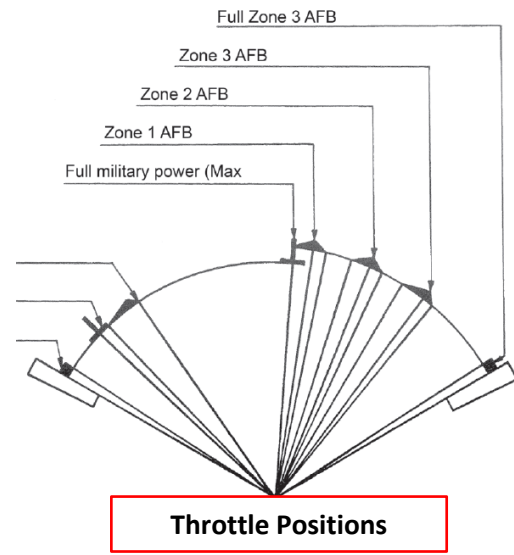 Full Zone 3 AFB
Zone 3 AFB
Zone 2 AFB
Zone 1 AFB
Full military power (Max
Throttle Positions